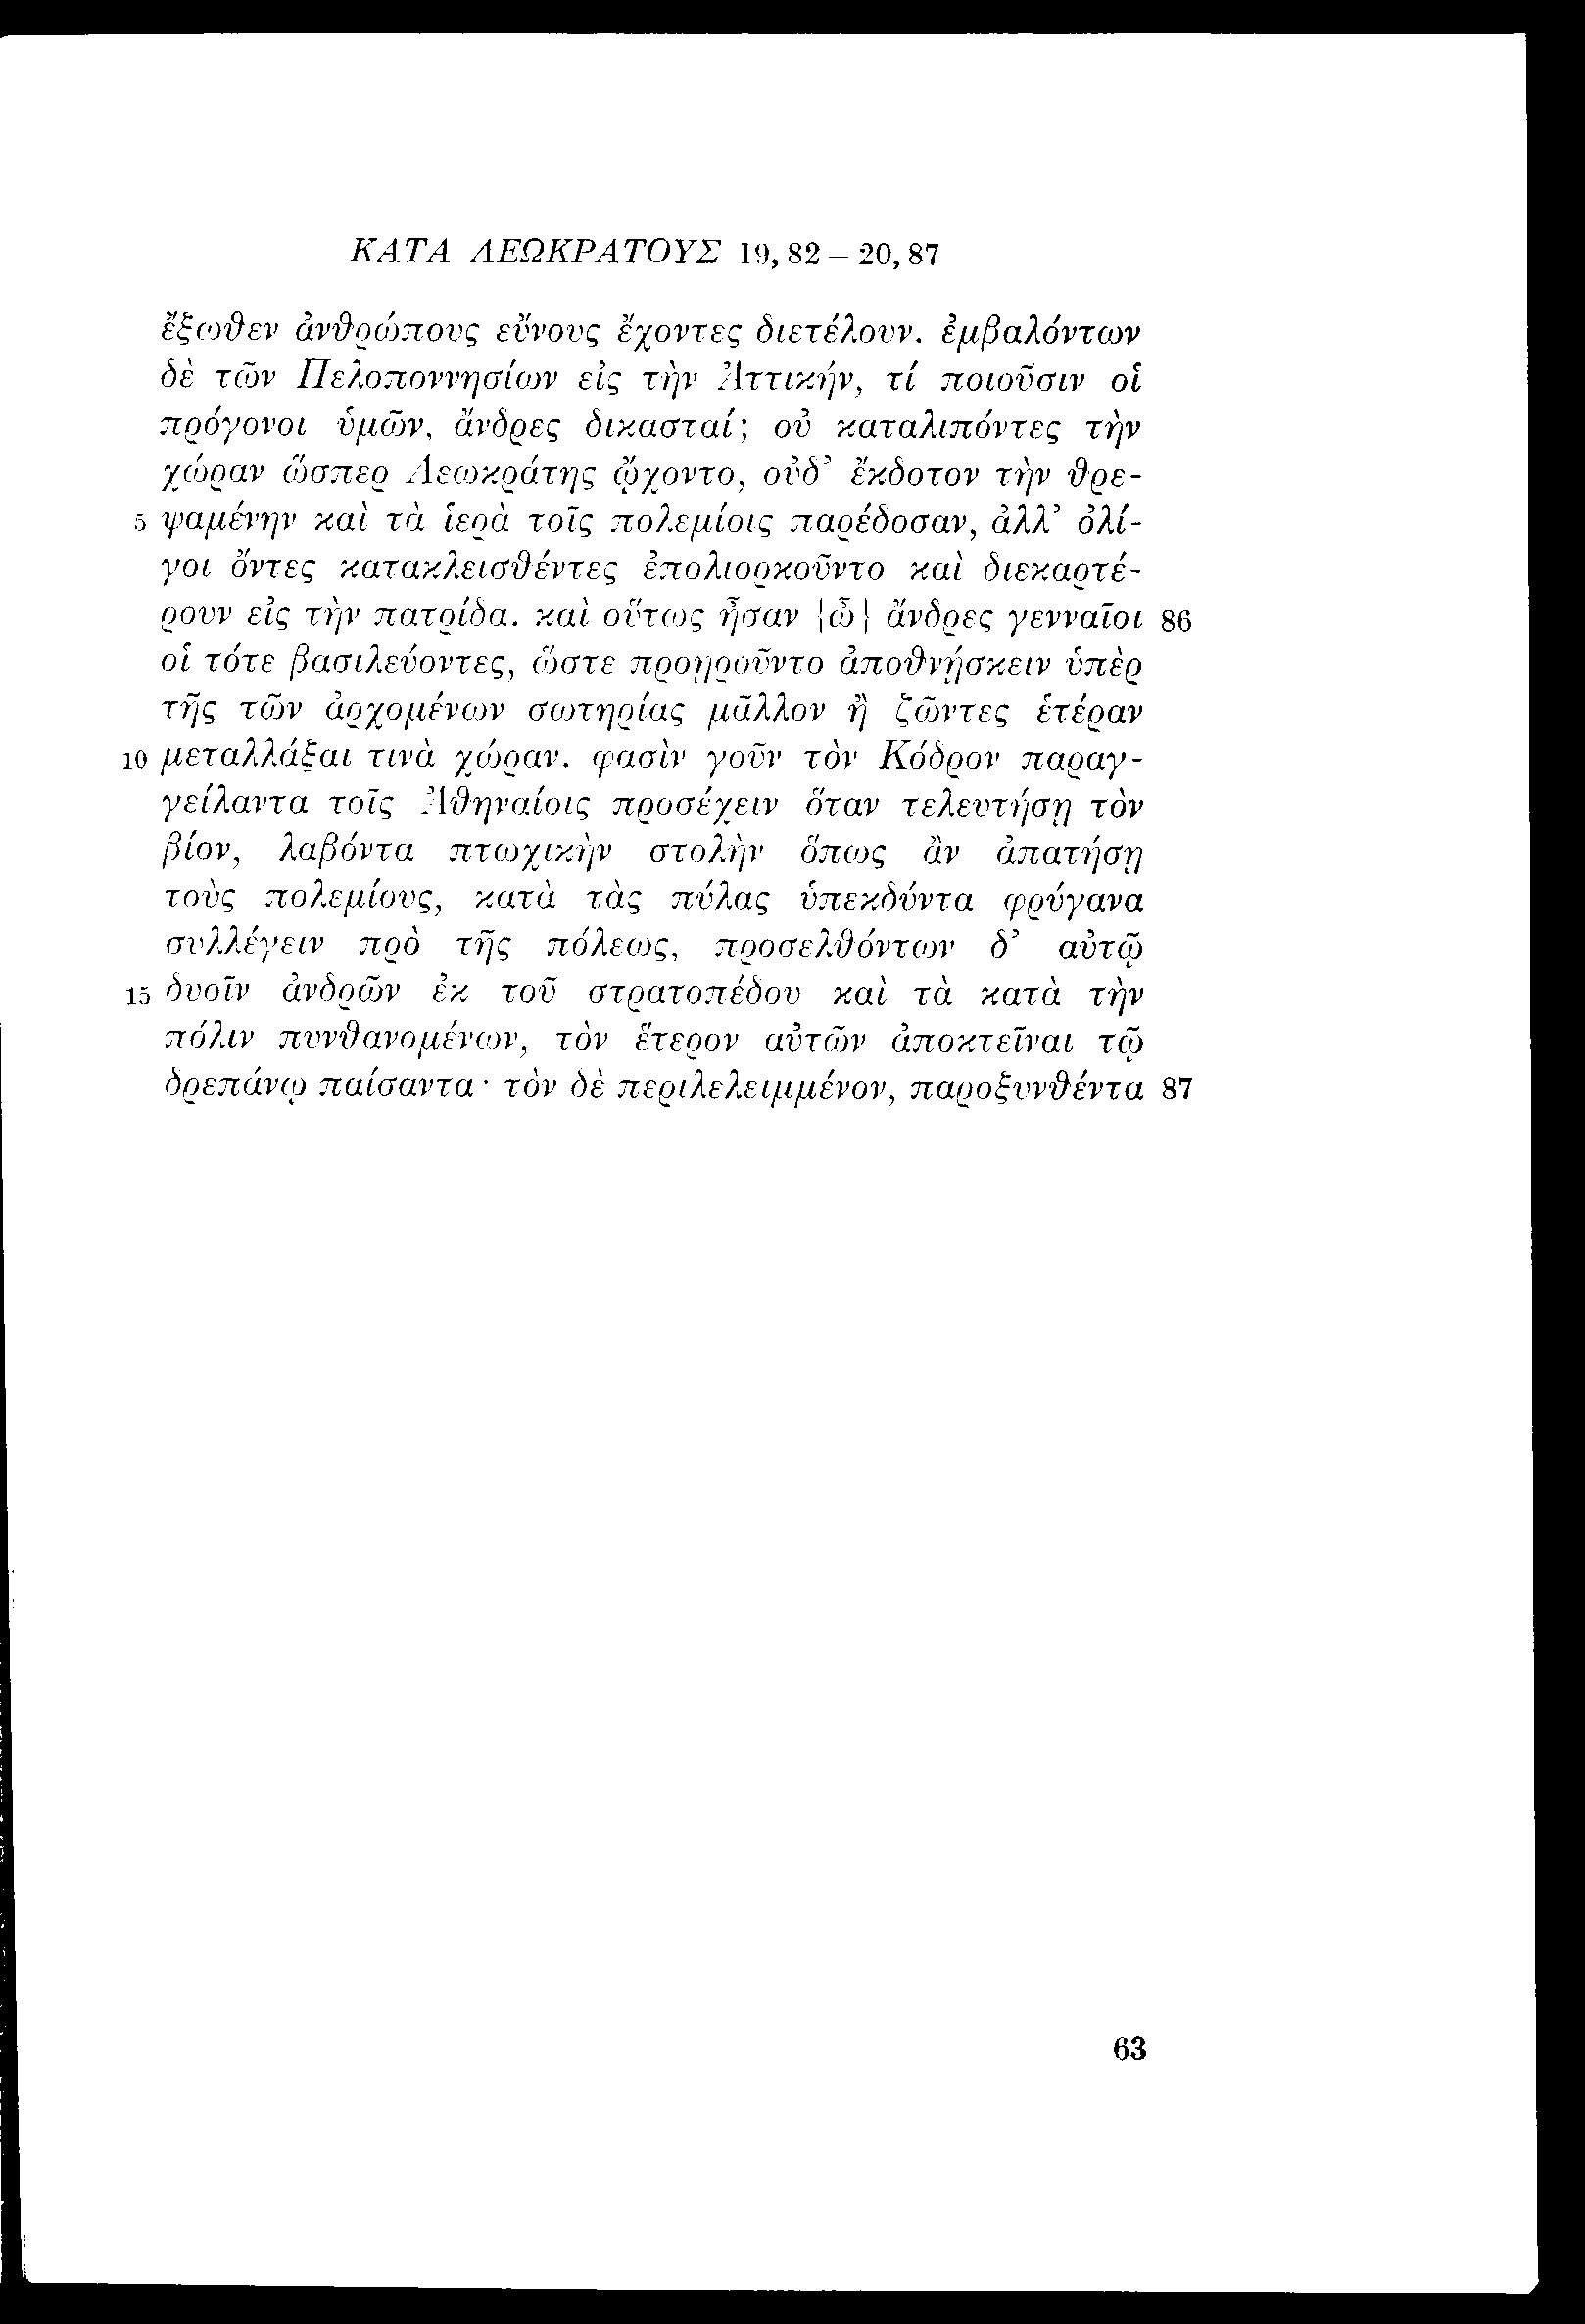 ΚΑΤΑ ΛΕΩΚΡΑΤΟΥΣ 19, 82 – 20, 87
ἔξωθεν ἀνθρώπους εὔνους ἔχοντες διετέλουν. ἐμβαλόντων
δὲ τῶν Πελοποννησίων εἰς τὴν Ἀττικήν, τί ποιοῦσιν οἱ
πρόγονοι ὑμῶν, ἄνδρες δικασταί; οὐ καταλιπόντες τὴν
χώραν ὥσπερ Λεωκράτης ᾤχοντο, οὐδ’ ἔκδοτον τὴν θρε-
5 ψαμένην καὶ τὰ ἱερὰ τοῖς πολεμίοις παρέδοσαν, ἀλλ’ ὀλί-
γοι ὄντες κατακλεισθέντες ἐπολιορκοῦντο καὶ διεκαρτέ-
ρουν εἰς τὴν πατρίδα. καὶ οὕτως ἦσαν {ὦ} ἄνδρες γενναῖοι 86
οἱ τότε βασιλεύοντες, ὥστε προῃροῦντο ἀποθνῄσκειν ὑπὲρ
τῆς τῶν ἀρχομένων σωτηρίας μᾶλλον ἢ ζῶντες ἑτέραν
10 μεταλλάξαι τινὰ χώραν. φασὶν γοῦν τὸν Κόδρον παραγ-
γείλαντα τοῖς Ἀθηναίοις προσέχειν ὅταν τελευτήσῃ τὸν
βίον, λαβόντα πτωχικὴν στολὴν ὅπως ἂν ἀπατήσῃ
τοὺς πολεμίους, κατὰ τὰς πύλας ὑπεκδύντα φρύγανα
συλλέγειν πρὸ τῆς πόλεως, προσελθόντων δ’ αὐτῷ
15 δυοῖν ἀνδρῶν ἐκ τοῦ στρατοπέδου καὶ τὰ κατὰ τὴν
πόλιν πυνθανομένων, τὸν ἕτερον αὐτῶν ἀποκτεῖναι τῷ
δρεπάνῳ παίσαντα· τὸν δὲ περιλελειμμένον, παροξυνθέντα 87
63